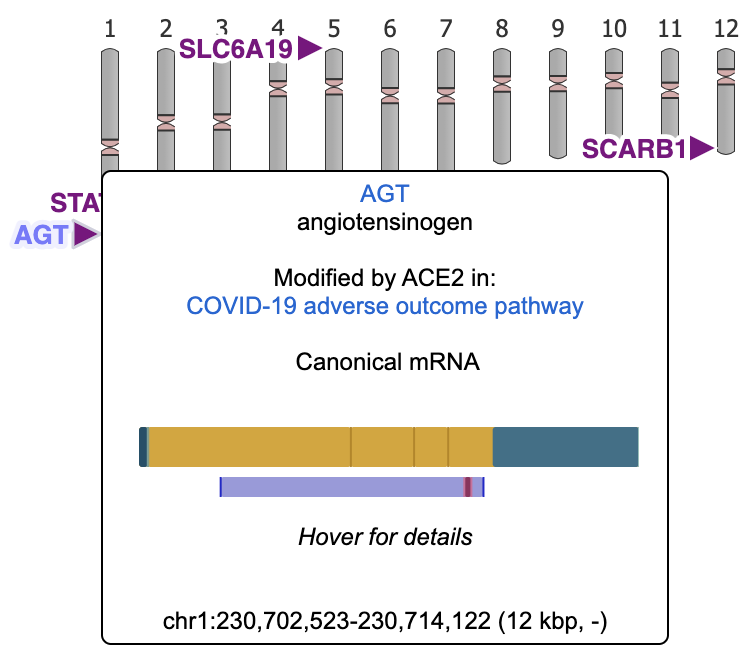 1 2 3 4 5 6 7 8 9 10 11 12
SLC6A19
SCARB1
STAT
AGT
AGT
angiotensinogen
Modified by ACE2 in:
COVID-19 adverse outcome pathway
Canonical mRNA
Hover for details
chr1:230,702,523-230,714,122 (12 kbp, -)